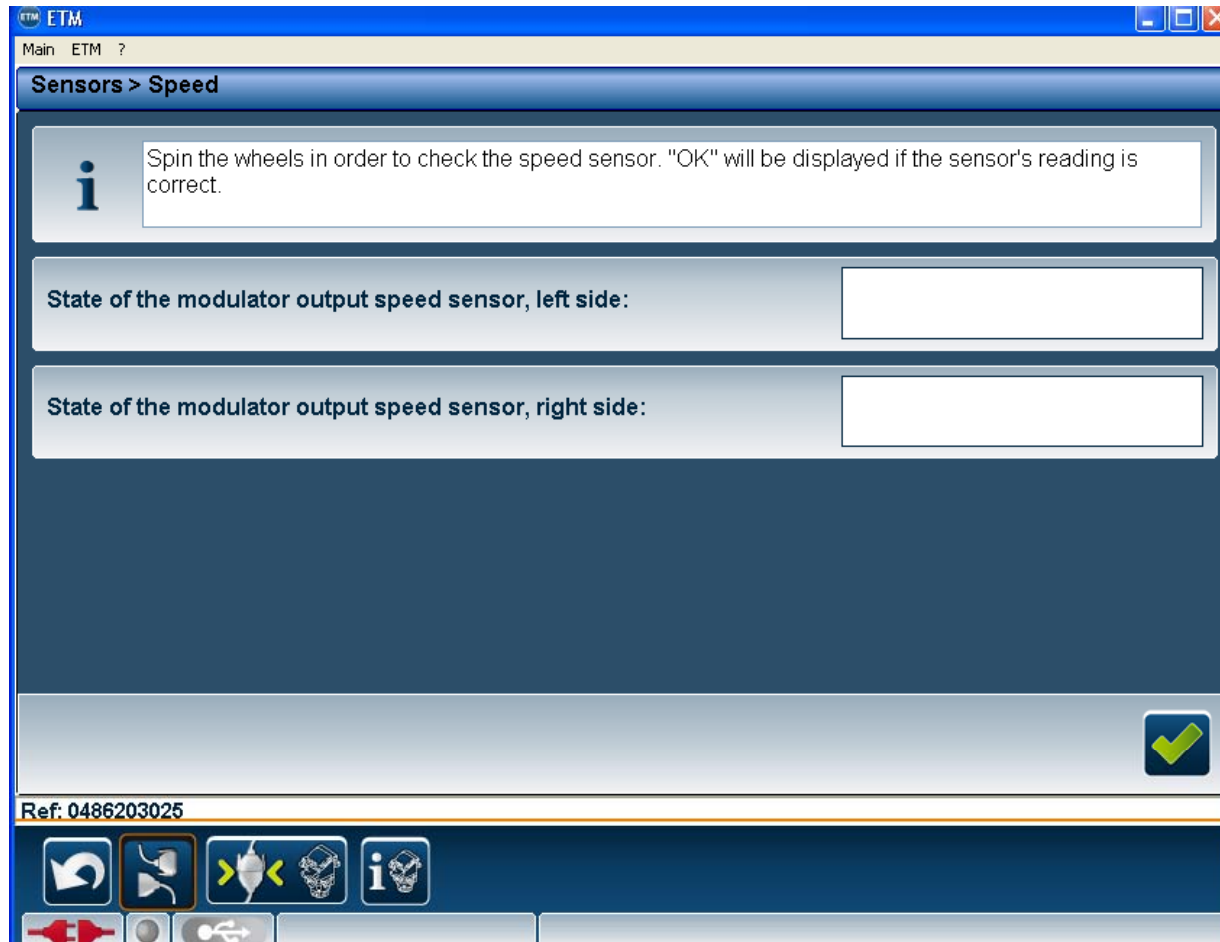 ETM ETM
Main ETM ?
Sensors > Speed
Spin the wheels in order to check the speed sensor. "OK" will be displayed if the sensor's reading is
correct.
State of the modulator output speed sensor, left side:
State of the modulator output speed sensor, right side:
Ref: 0486203025